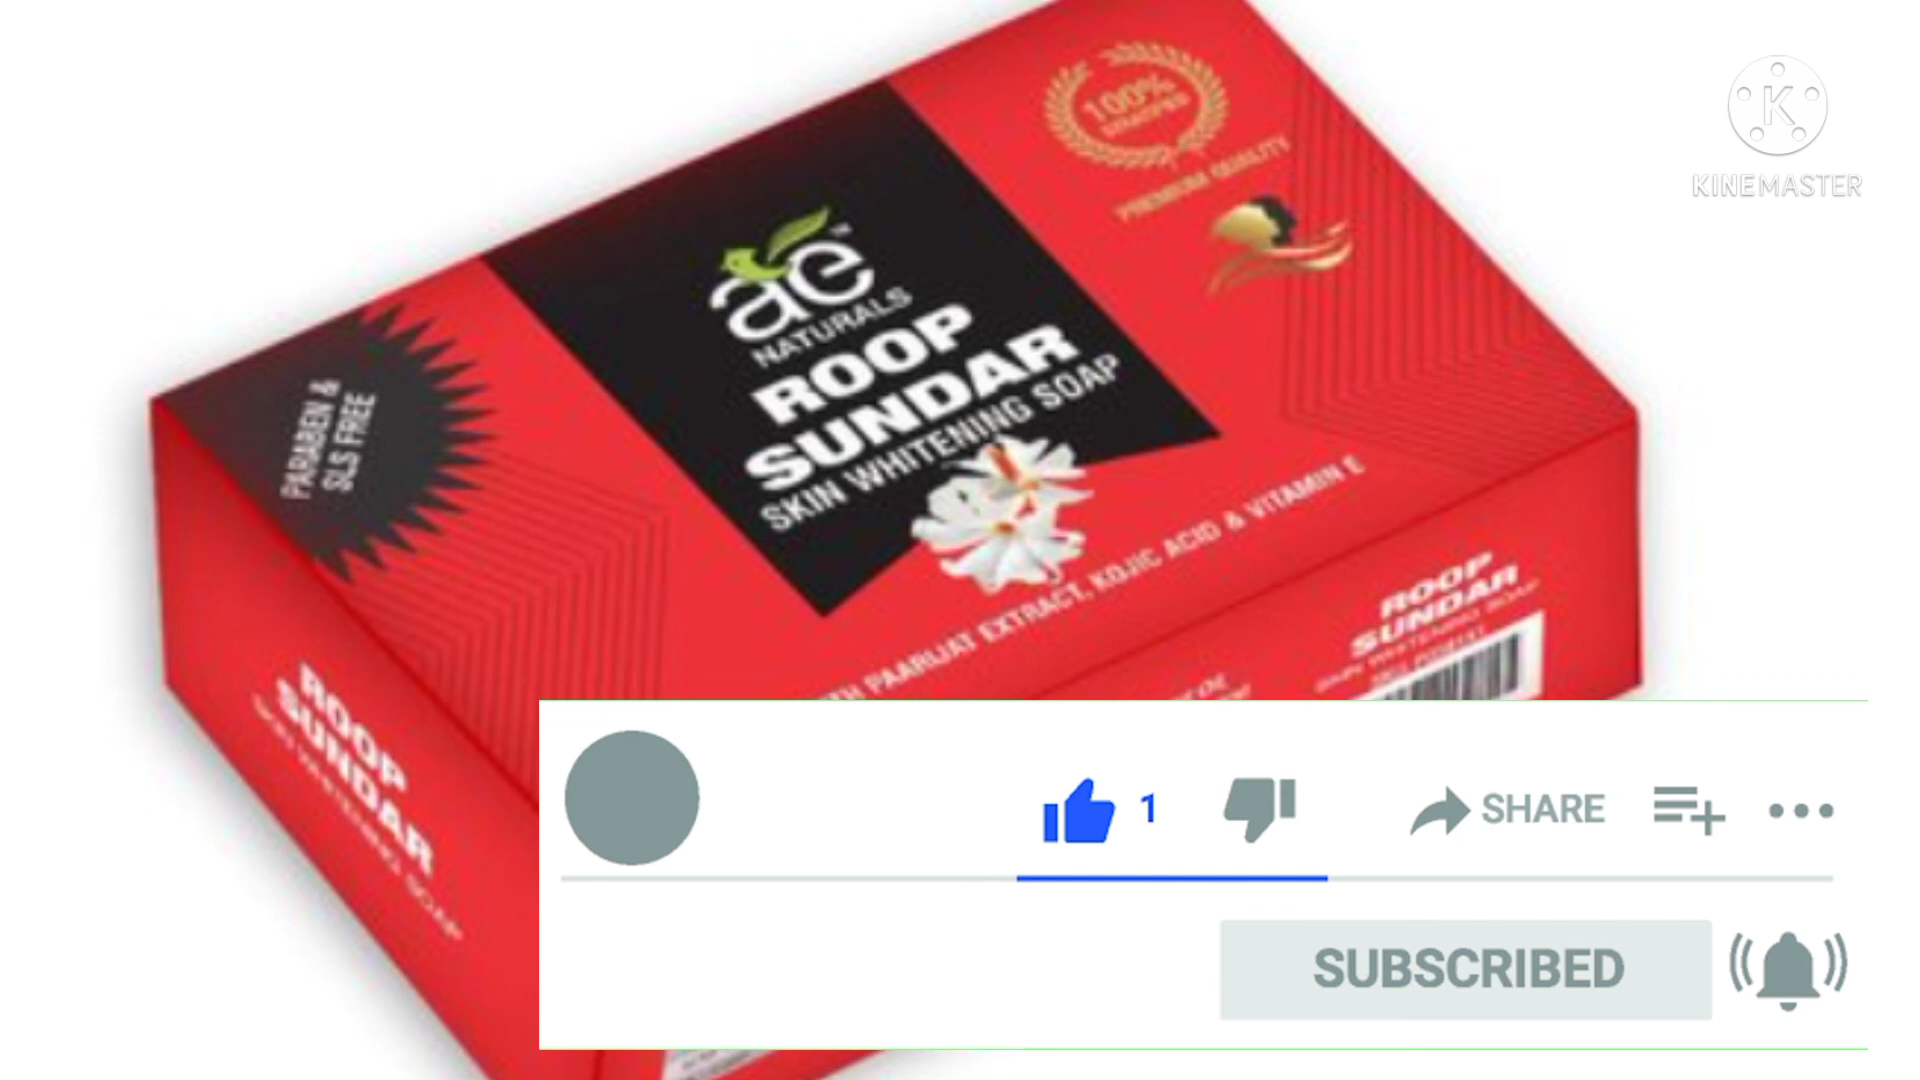 KINEMASTER
100%
PREMIUM QUALITY
ae
NATURALS
ROOP
SUNDAR
SKIN WHITENING SOAP
PARABEN &
SLS FREE
PAARIJAT EXTRACT, KOJIC ACID & VITAMIN E
ROOP
SUNDAR
ROOP
SUNDAR
1
SHARE
SUBSCRIBED